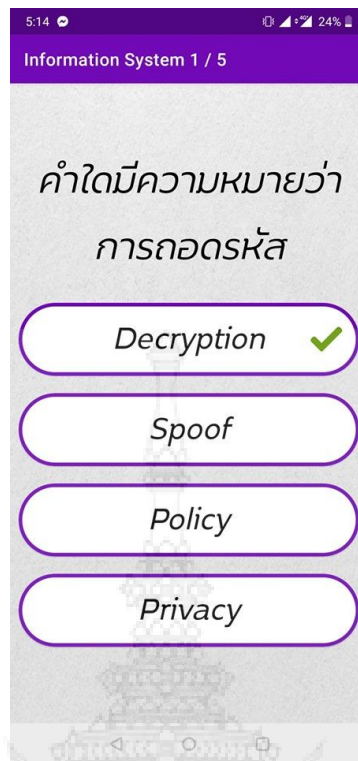 5:14 24%
Information System 1 / 5
คำใดมีความหมายว่า
การถอดรหัส
Decryption
Spoof
Policy
Privacy